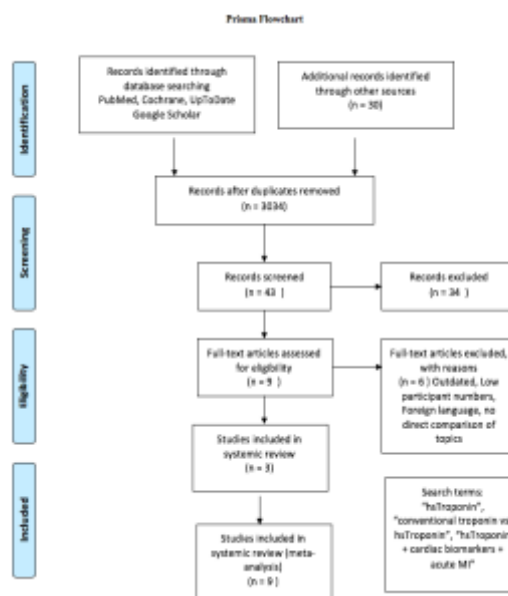 Prisma Flowchart
Identification
Records identified through
database searching
PubMed, Cochrane, UpToDate
Google Scholar
Additional records identified
through other sources
(n = 30)
Records after duplicates removed
(n = 3034)
Screening
Records screened
(n = 43 )
Records excluded
(n = 34 )
Eligibility
Full-text articles assessed
for eligibility
(n = 9 )
Full-text articles excluded,
with reasons
(n = 6 ) Outdated, Low
participant numbers,
Foreign language, no
direct comparison of
topics
Studies included in
systemic review
(n = 3)
Included
Studies included in
systemic review (meta-
analysis)
(n = 9 )
Search terms:
"hsTroponin",
"conventional troponin vs
hsTroponin", "hsTroponin
+ cardiac biomarkers +
acute MI"